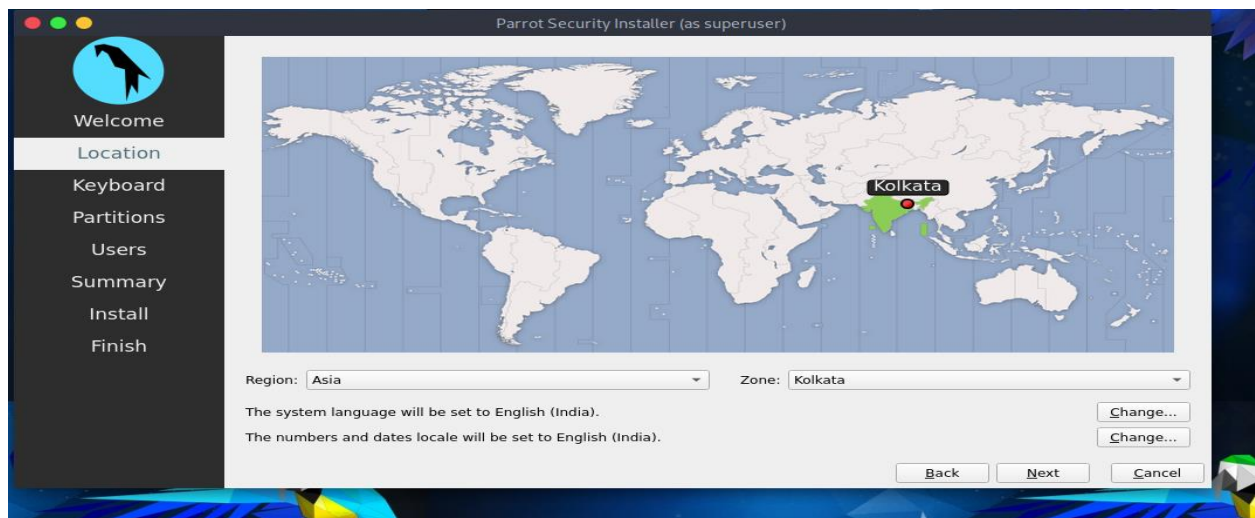 Parrot Security Installer (as superuser)
Welcome
Location
Keyboard
Partitions
Users
Summary
Install
Finish
Kolkata
Region: Asia Zone: Kolkata
The system language will be set to English (India). Change...
The numbers and dates locale will be set to English (India). Change...
Back Next Cancel